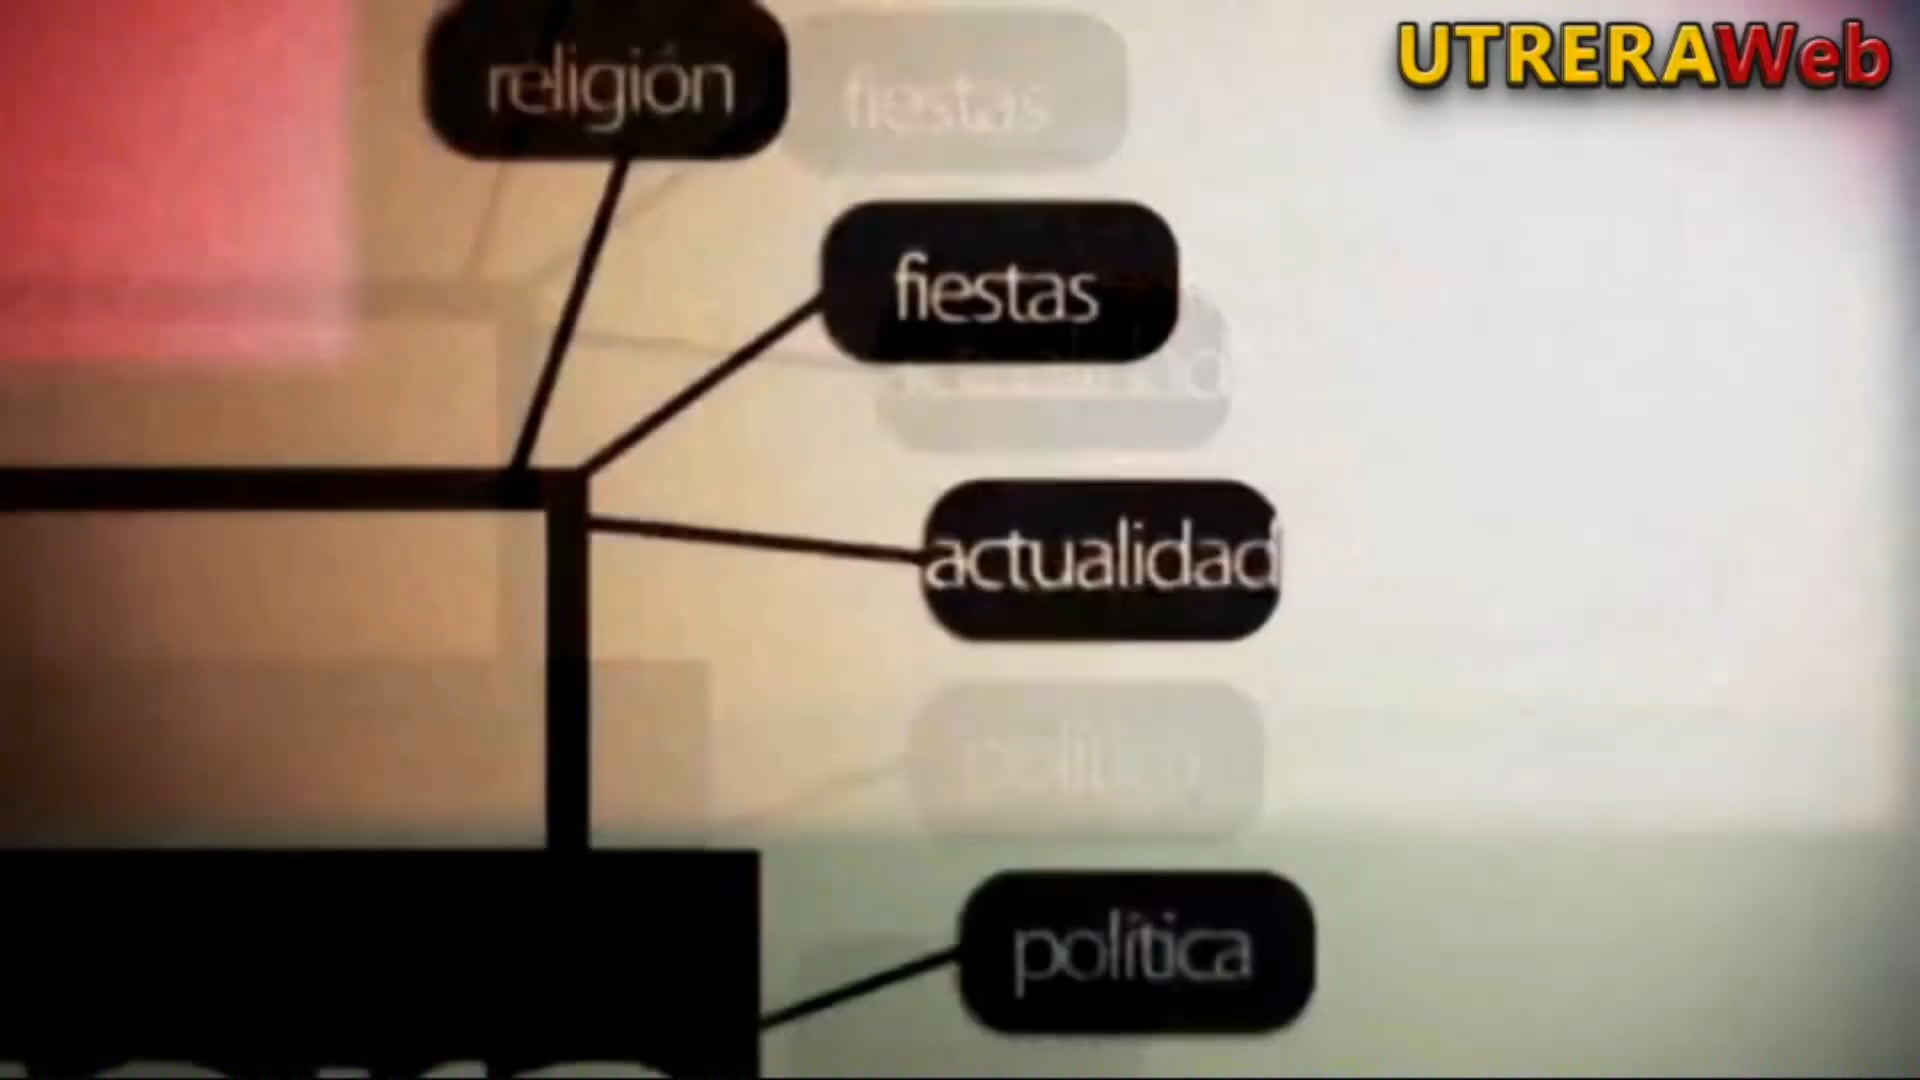 UTRERAWeb
religión
fiestas
fiestas
actualidad
política